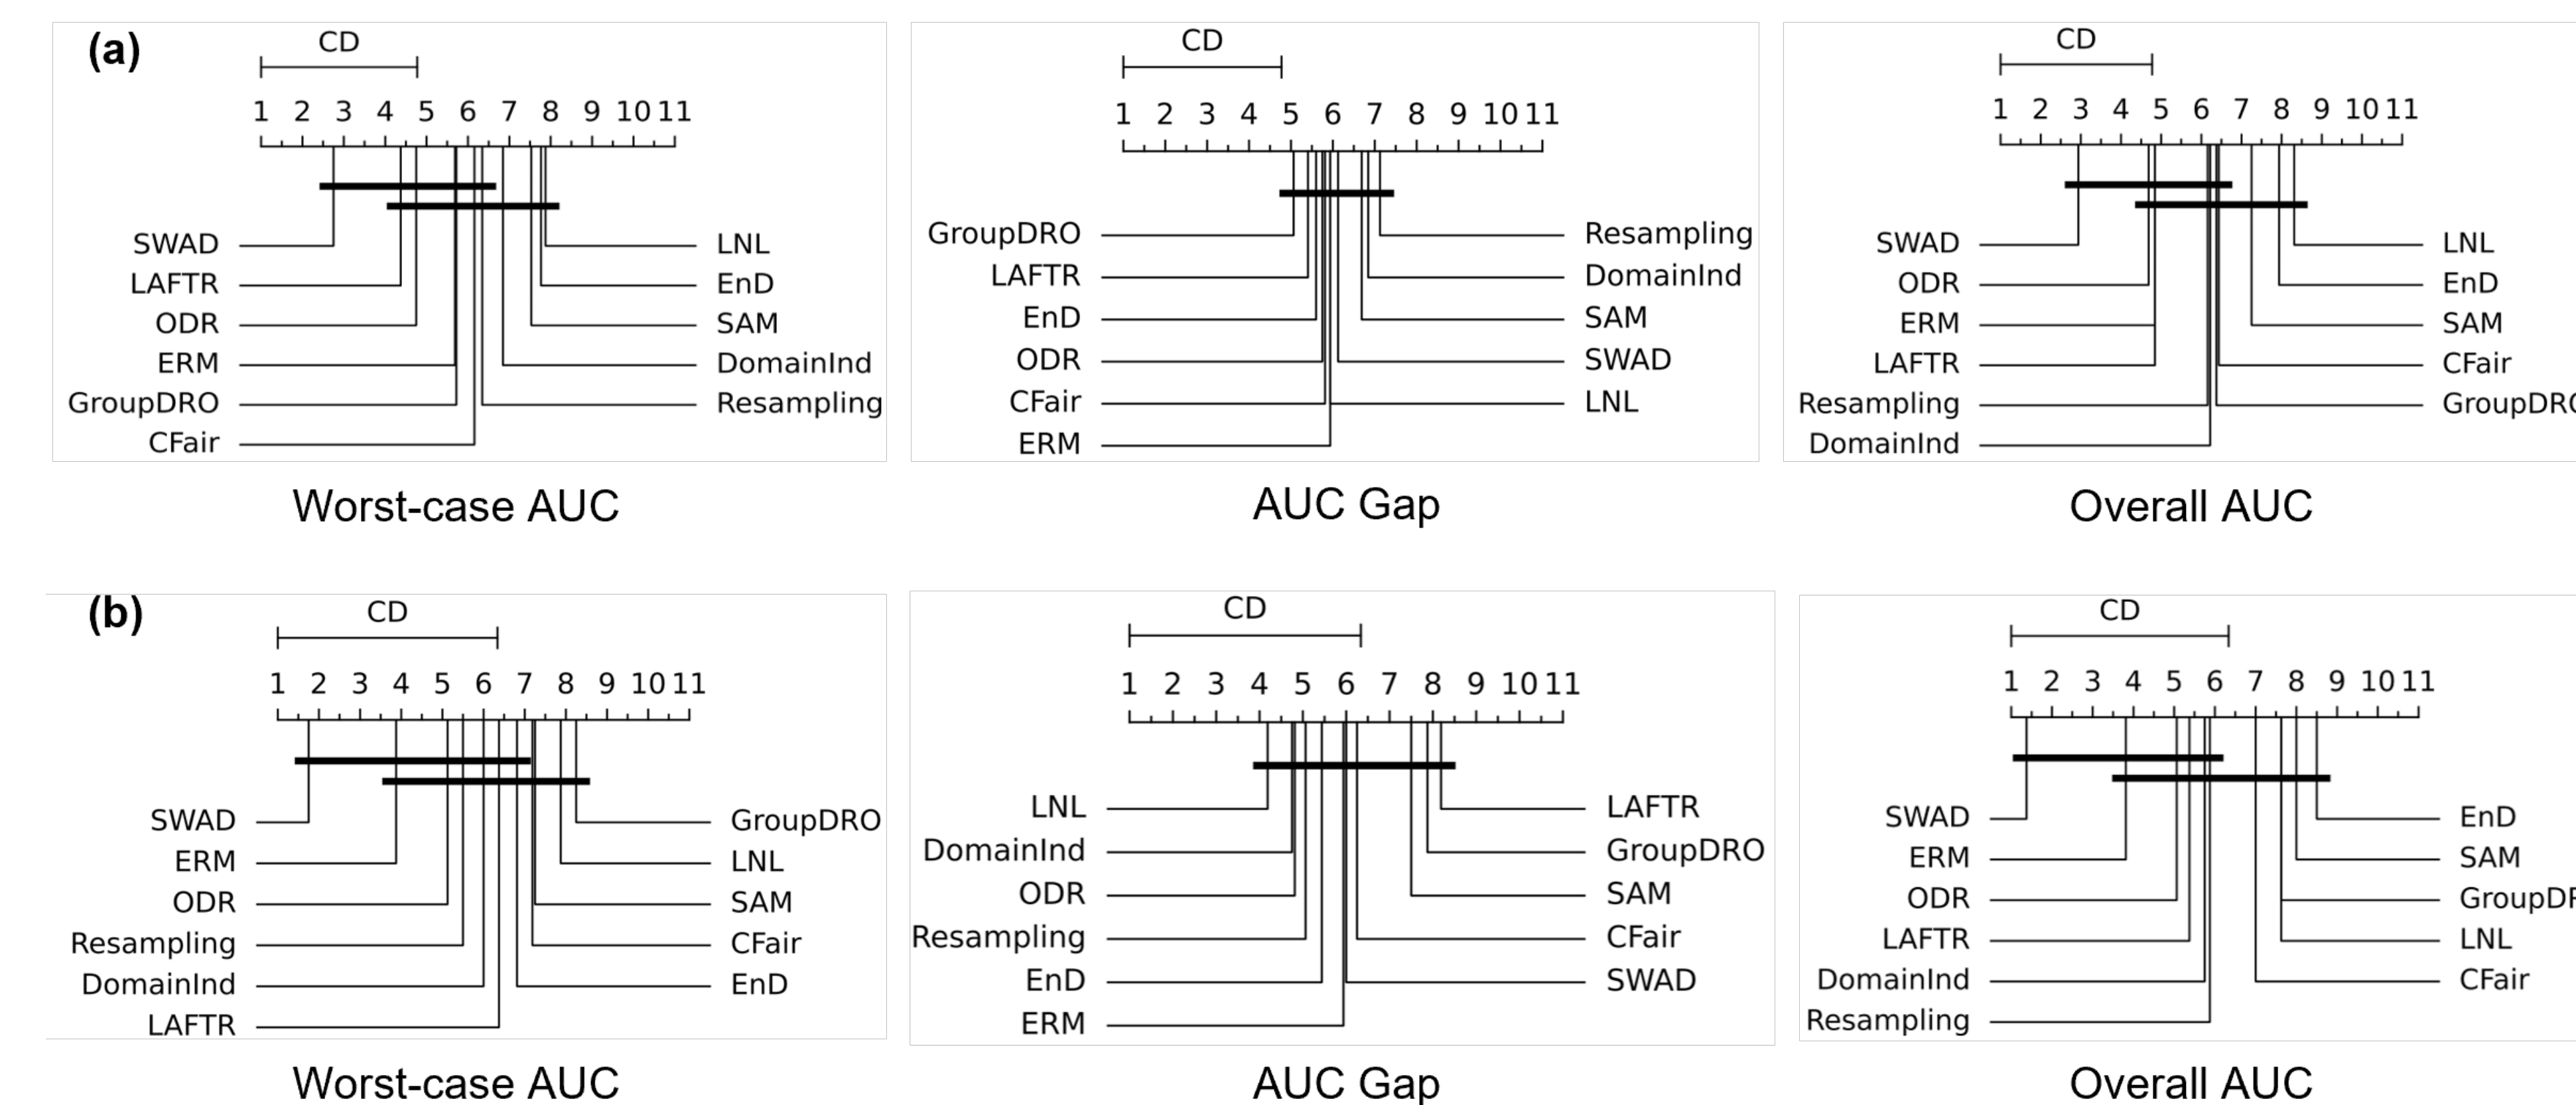 (a)
CD
1 2 3 4 5 6 7 8 9 10 11
SWAD LNL
LAFTR EnD
ODR SAM
ERM DomainInd
GroupDRO Resampling
CFair
Worst-case AUC
CD
1 2 3 4 5 6 7 8 9 10 11
GroupDRO Resampling
LAFTR DomainInd
EnD SAM
ODR SWAD
CFair LNL
ERM
AUC Gap
CD
1 2 3 4 5 6 7 8 9 10 11
SWAD LNL
ODR EnD
ERM SAM
LAFTR CFair
Resampling GroupDRO
DomainInd
Overall AUC
(b)
CD
1 2 3 4 5 6 7 8 9 10 11
SWAD GroupDRO
ERM LNL
ODR SAM
Resampling CFair
DomainInd EnD
LAFTR
Worst-case AUC
CD
1 2 3 4 5 6 7 8 9 10 11
LNL LAFTR
DomainInd GroupDRO
ODR SAM
Resampling CFair
EnD SWAD
ERM
AUC Gap
CD
1 2 3 4 5 6 7 8 9 10 11
SWAD EnD
ERM SAM
ODR GroupDR
LAFTR LNL
DomainInd CFair
Resampling
Overall AUC